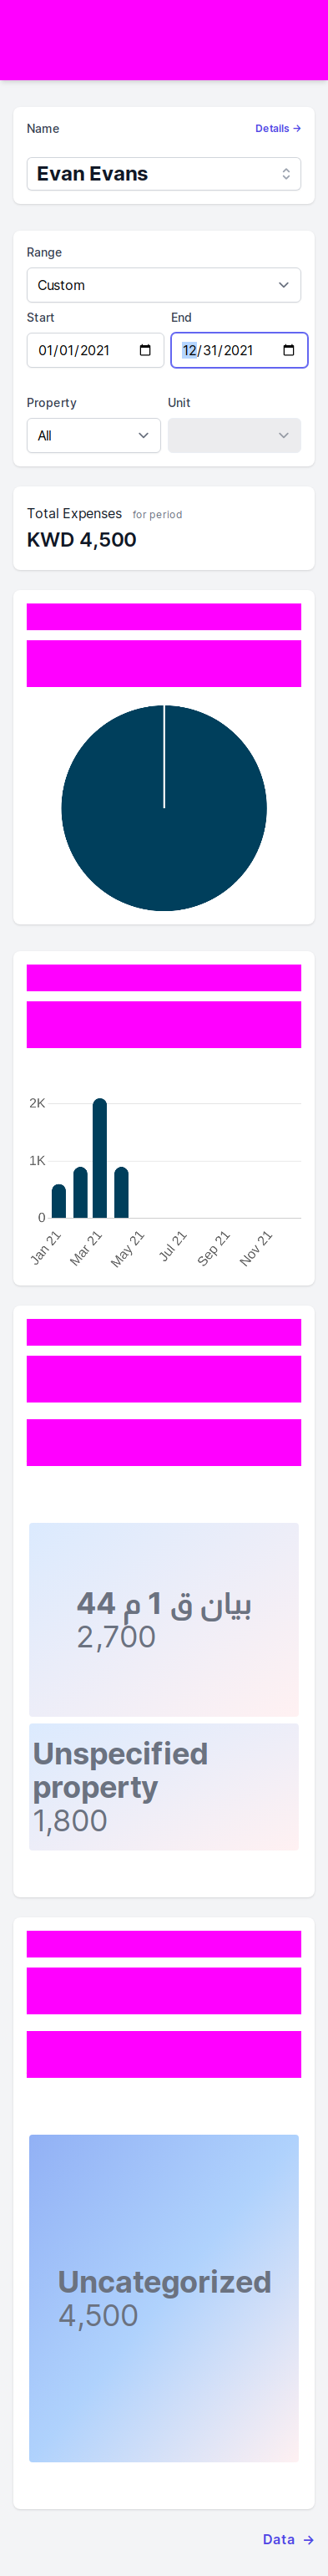 Name
Details →
Evan Evans
Range
Custom
Start
End
01/01/2021
12/31/2021
Property
Unit
All
Total Expenses for period
KWD 4,500
2K
1K
0
Jan 21
Mar 21
May 21
Jul 21
Sep 21
Nov 21
بيان ق 1 م 44
2,700
Unspecified
property
1,800
Uncategorized
4,500
Data →